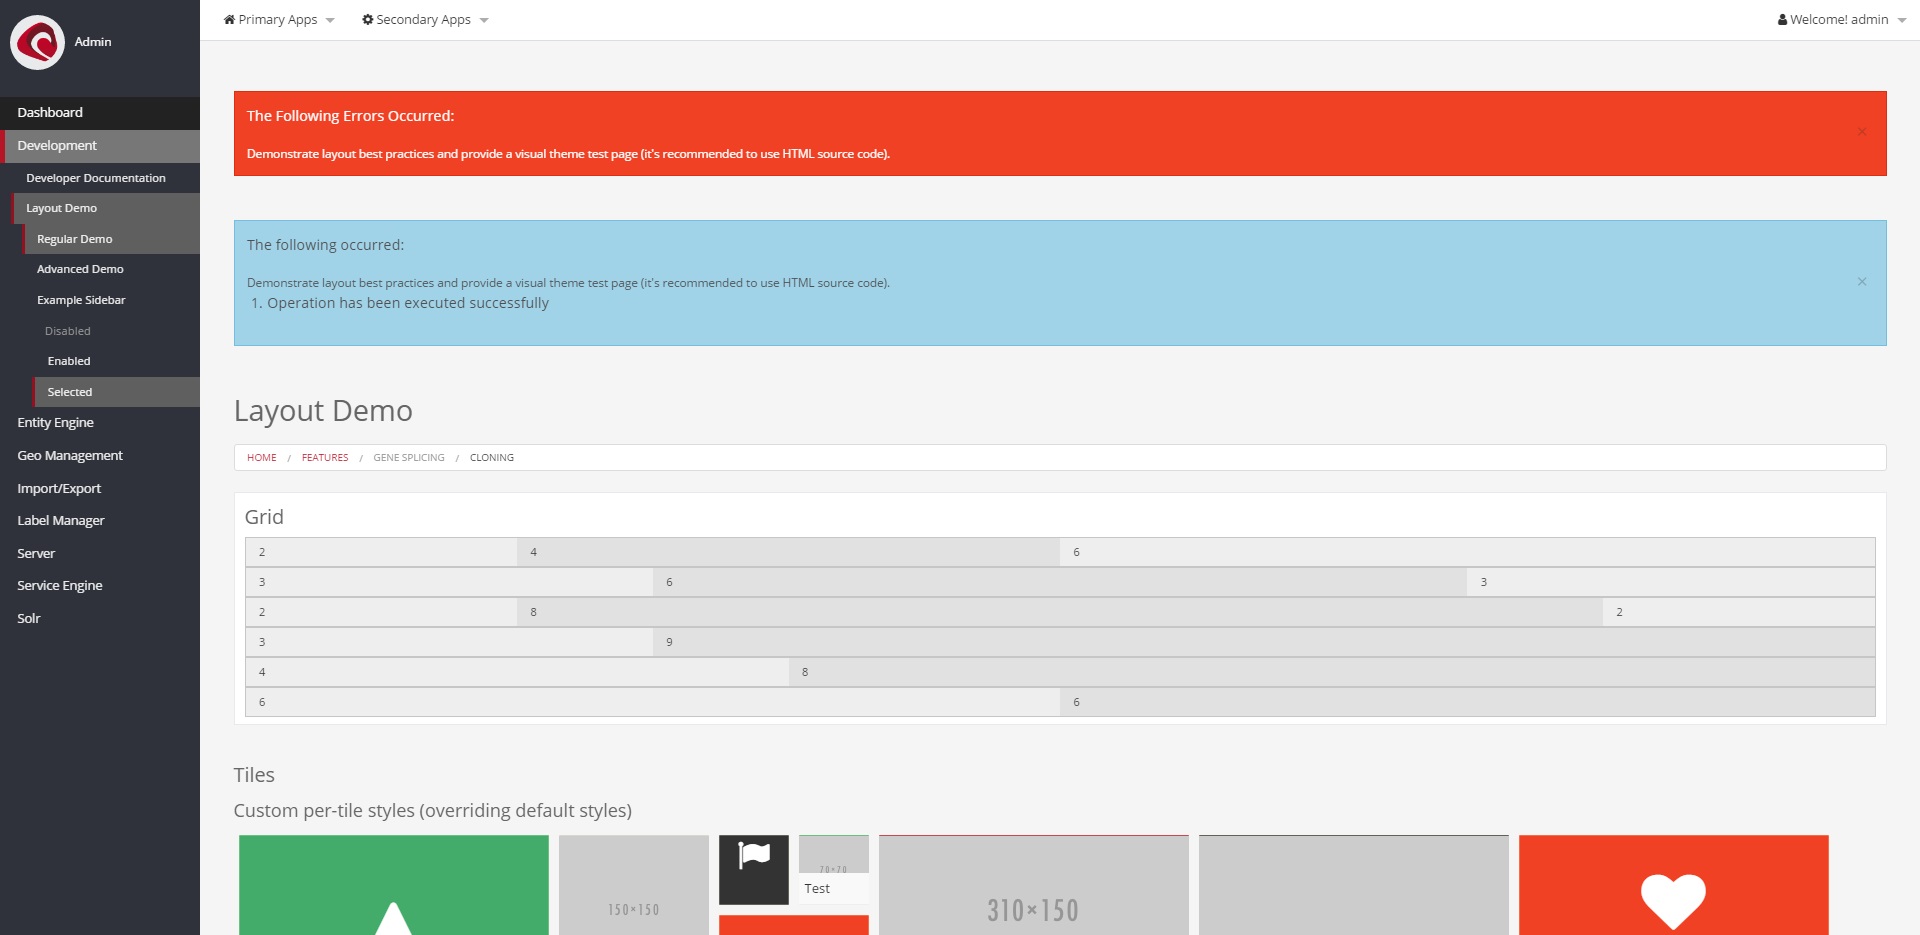 Admin
Primary Apps
Secondary Apps
Welcome! admin
Dashboard
Development
Developer Documentation
Layout Demo
Regular Demo
Advanced Demo
Example Sidebar
Disabled
Enabled
Selected
Entity Engine
Geo Management
Import/Export
Label Manager
Server
Service Engine
Solr
The Following Errors Occurred:
×
Demonstrate layout best practices and provide a visual theme test page (it's recommended to use HTML source code).
The following occurred:
×
Demonstrate layout best practices and provide a visual theme test page (it's recommended to use HTML source code).
1. Operation has been executed successfully
Layout Demo
HOME / FEATURES / GENE SPLICING / CLONING
Grid
2 4 6
3 6 3
2 8 2
3 9
4 8
6 6
Tiles
Custom per-tile styles (overriding default styles)
150×150
70×70
Test
310×150